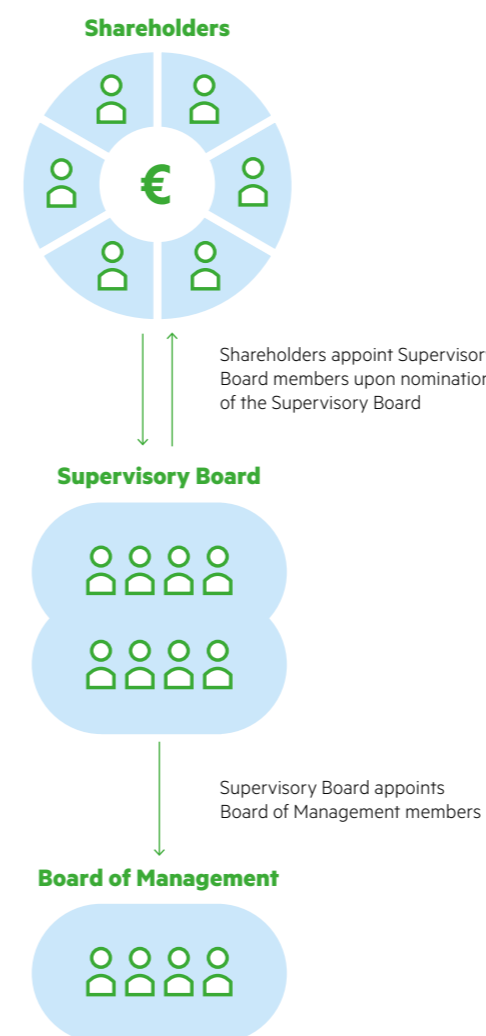 Shareholders
€
Shareholders appoint Supervisor
Board members upon nomination
of the Supervisory Board
Supervisory Board
Supervisory Board appoints
Board of Management members
Board of Management